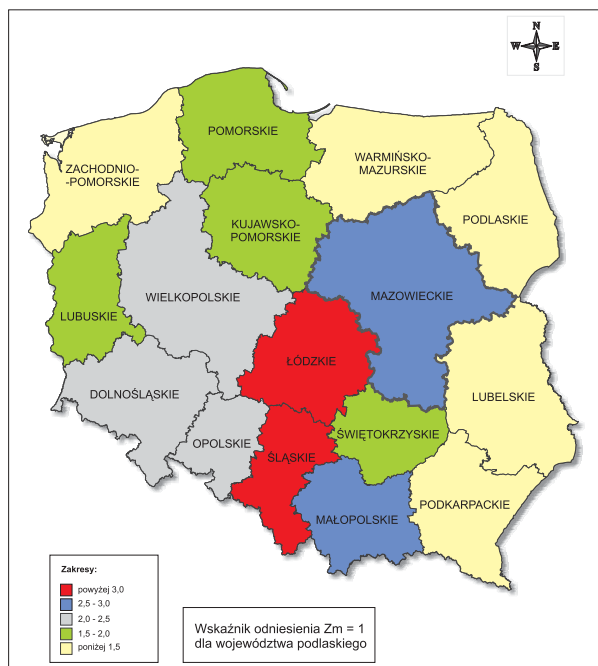 N
W E
S
POMORSKIE
ZACHODNIO-
-POMORSKIE
WARMIŃSKO-
MAZURSKIE
PODLASKIE
KUJAWSKO-
POMORSKIE
WIELKOPOLSKIE
MAZOWIECKIE
LUBUSKIE
ŁÓDZKIE
DOLNOŚLĄSKIE
LUBELSKIE
OPOLSKIE
ŚWIĘTOKRZYSKIE
ŚLĄSKIE
PODKARPACKIE
MAŁOPOLSKIE
Zakresy:
powyżej 3,0
2,5 - 3,0
2,0 - 2,5
1,5 - 2,0
poniżej 1,5
Wskaźnik odniesienia Zm = 1
dla województwa podlaskiego